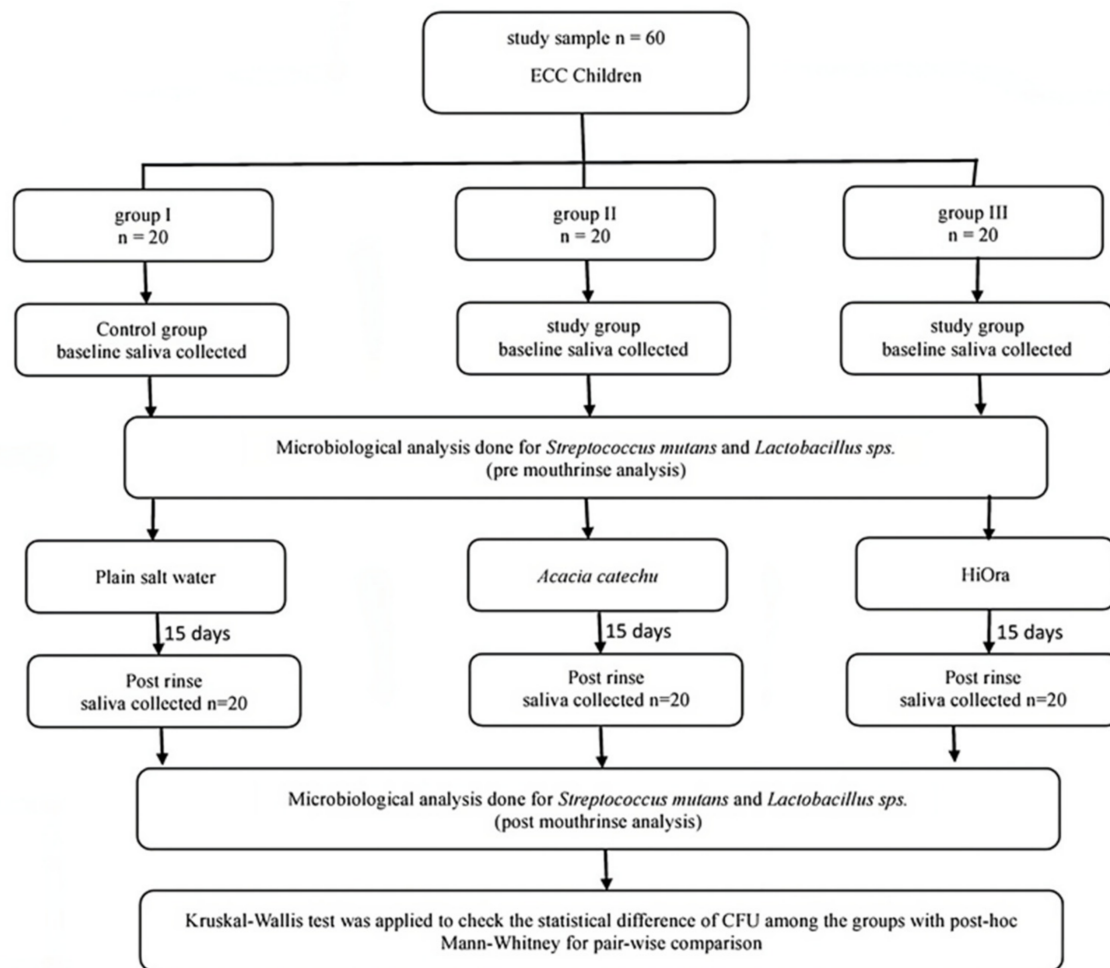 study sample n = 60
ECC Children
group I
n = 20
group II
n = 20
group III
n = 20
Control group
baseline saliva collected
study group
baseline saliva collected
study group
baseline saliva collected
Microbiological analysis done for Streptococcus mutans and Lactobacillus sps.
(pre mouthrinse analysis)
Plain salt water
Acacia catechu
HiOra
15 days
15 days
15 days
Post rinse
saliva collected n=20
Post rinse
saliva collected n=20
Post rinse
saliva collected n=20
Microbiological analysis done for Streptococcus mutans and Lactobacillus sps.
(post mouthrinse analysis)
Kruskal-Wallis test was applied to check the statistical difference of CFU among the groups with post-hoc
Mann-Whitney for pair-wise comparison